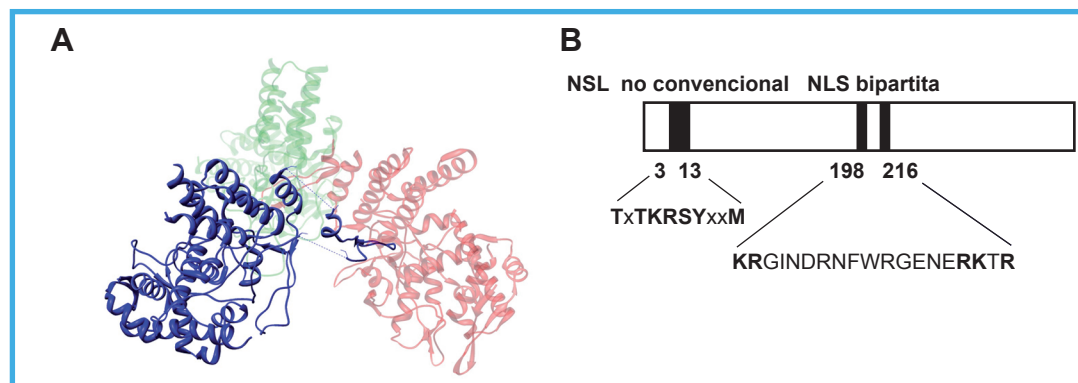 A
B
NSL no convencional NLS bipartita
3 13 198 216
TxTKRSYxxM
KRGINDRNFWRGENERKTR